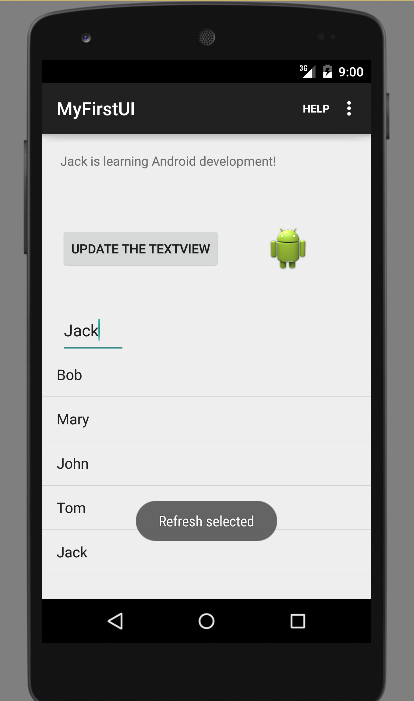 3G 9:00
MyFirstUI HELP
Jack is learning Android development!
UPDATE THE TEXTVIEW
Jack
Bob
Mary
John
Tom
Refresh selected
Jack